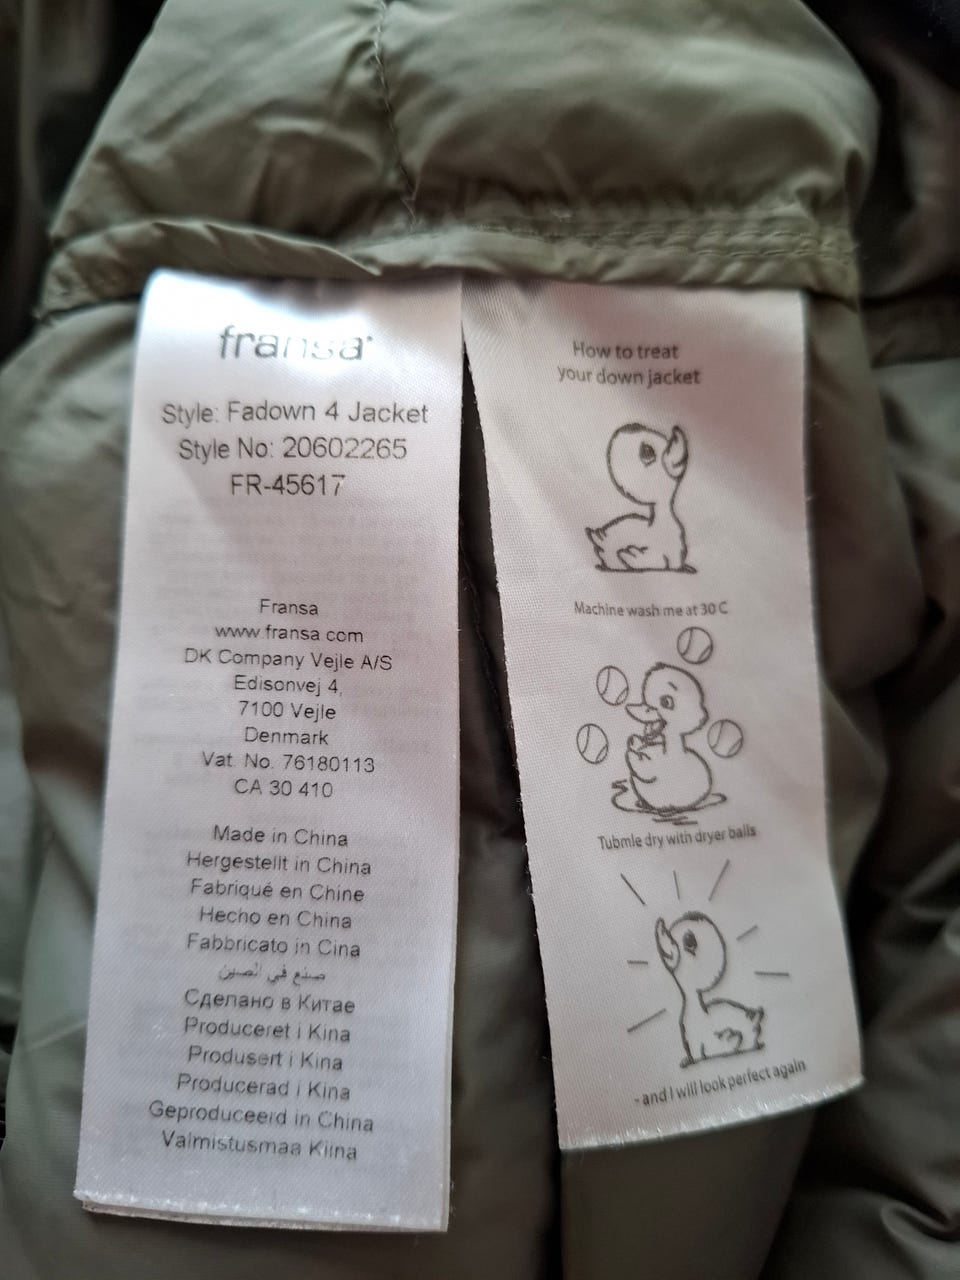 fransa
Style: Fadown 4 Jacket
Style No: 20602265
FR-45617
Fransa
www.fransa.com
DK Company Vejle A/S
Edisonvej 4,
7100 Vejle
Denmark
Vat. No. 76180113
CA 30 410
Made in China
Hergestellt in China
Fabriqué en Chine
Hecho en China
Fabbricato in Cina
صنع في الصين
Сделано в Китае
Produceret i Kina
Produsert i Kina
Producerad i Kina
Geproduceerd in China
Valmistusmaa Kiina
How to treat
your down jacket
Machine wash me at 30 C
Tubmle dry with dryer balls
- and I will look perfect again